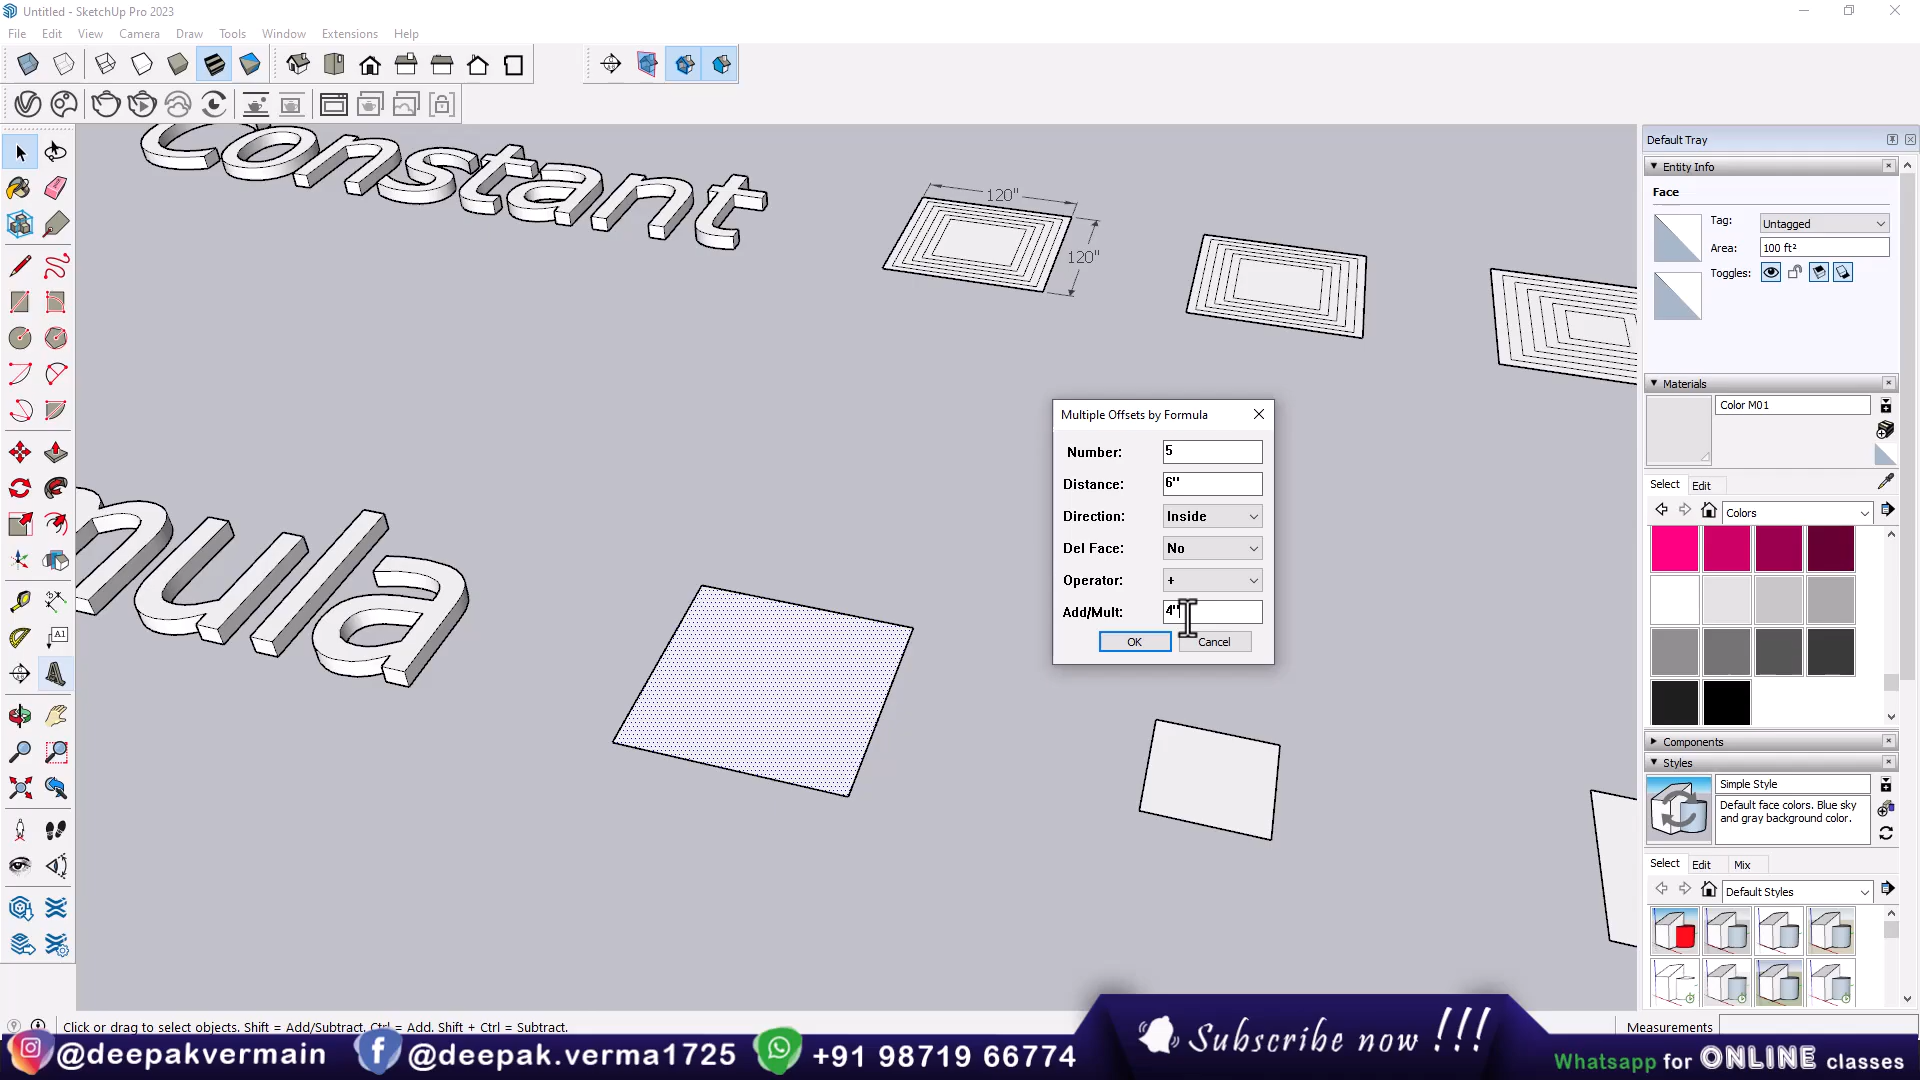 Untitled - SketchUp Pro 2023
File Edit View Camera Draw Tools Window Extensions Help
Constant
120"
120"
mula
A1
Multiple Offsets by Formula
Number: 5
Distance: 6"
Direction: Inside
Del Face: No
Operator: +
Add/Mult: 4"
OK Cancel
Default Tray
Entity Info
Face
Tag: Untagged
Area: 100 ft²
Toggles:
Materials
Color M01
Select Edit
Colors
Components
Styles
Simple Style
Default face colors. Blue sky
and gray background color.
Select Edit Mix
Default Styles
Click or drag to select objects. Shift = Add/Subtract. Ctrl = Add. Shift + Ctrl = Subtract.
Measurements
@deepakvermain @deepak.verma1725 +91 98719 66774
Subscribe now !!!
Whatsapp for ONLINE classes